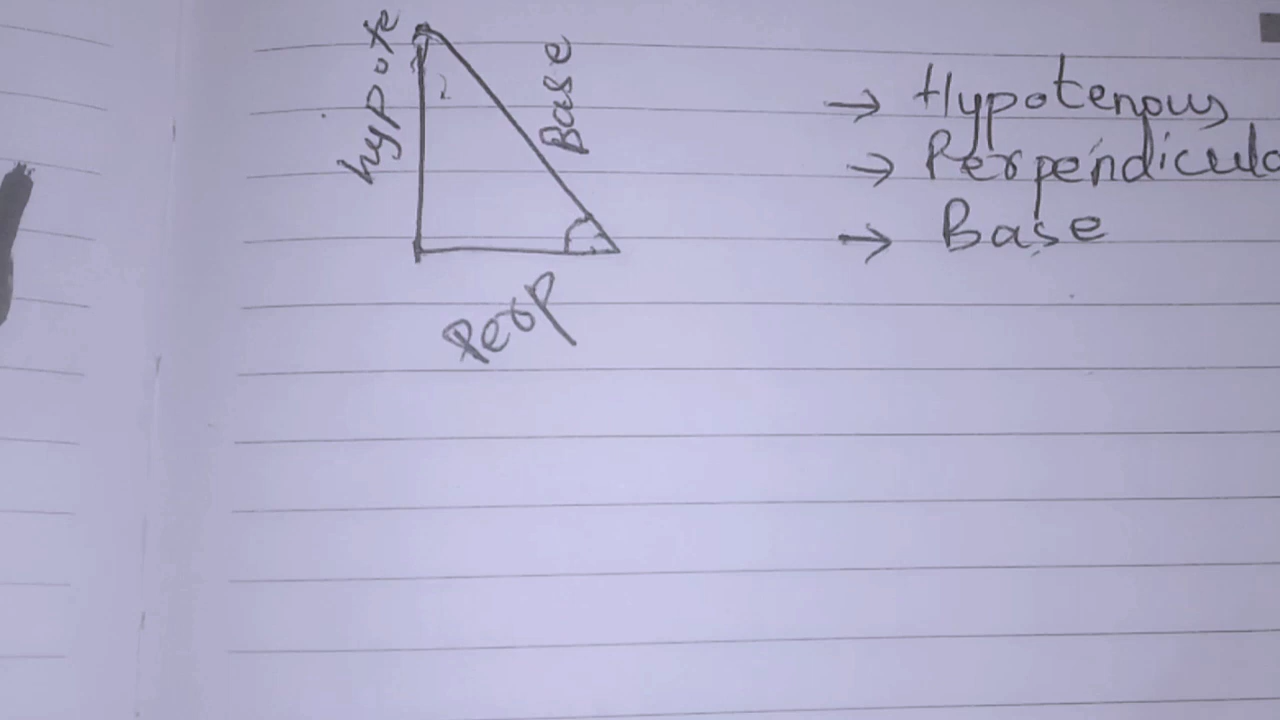 hypote
Base
Perp
→ Hypotenous
→ Perpendicula
→ Base